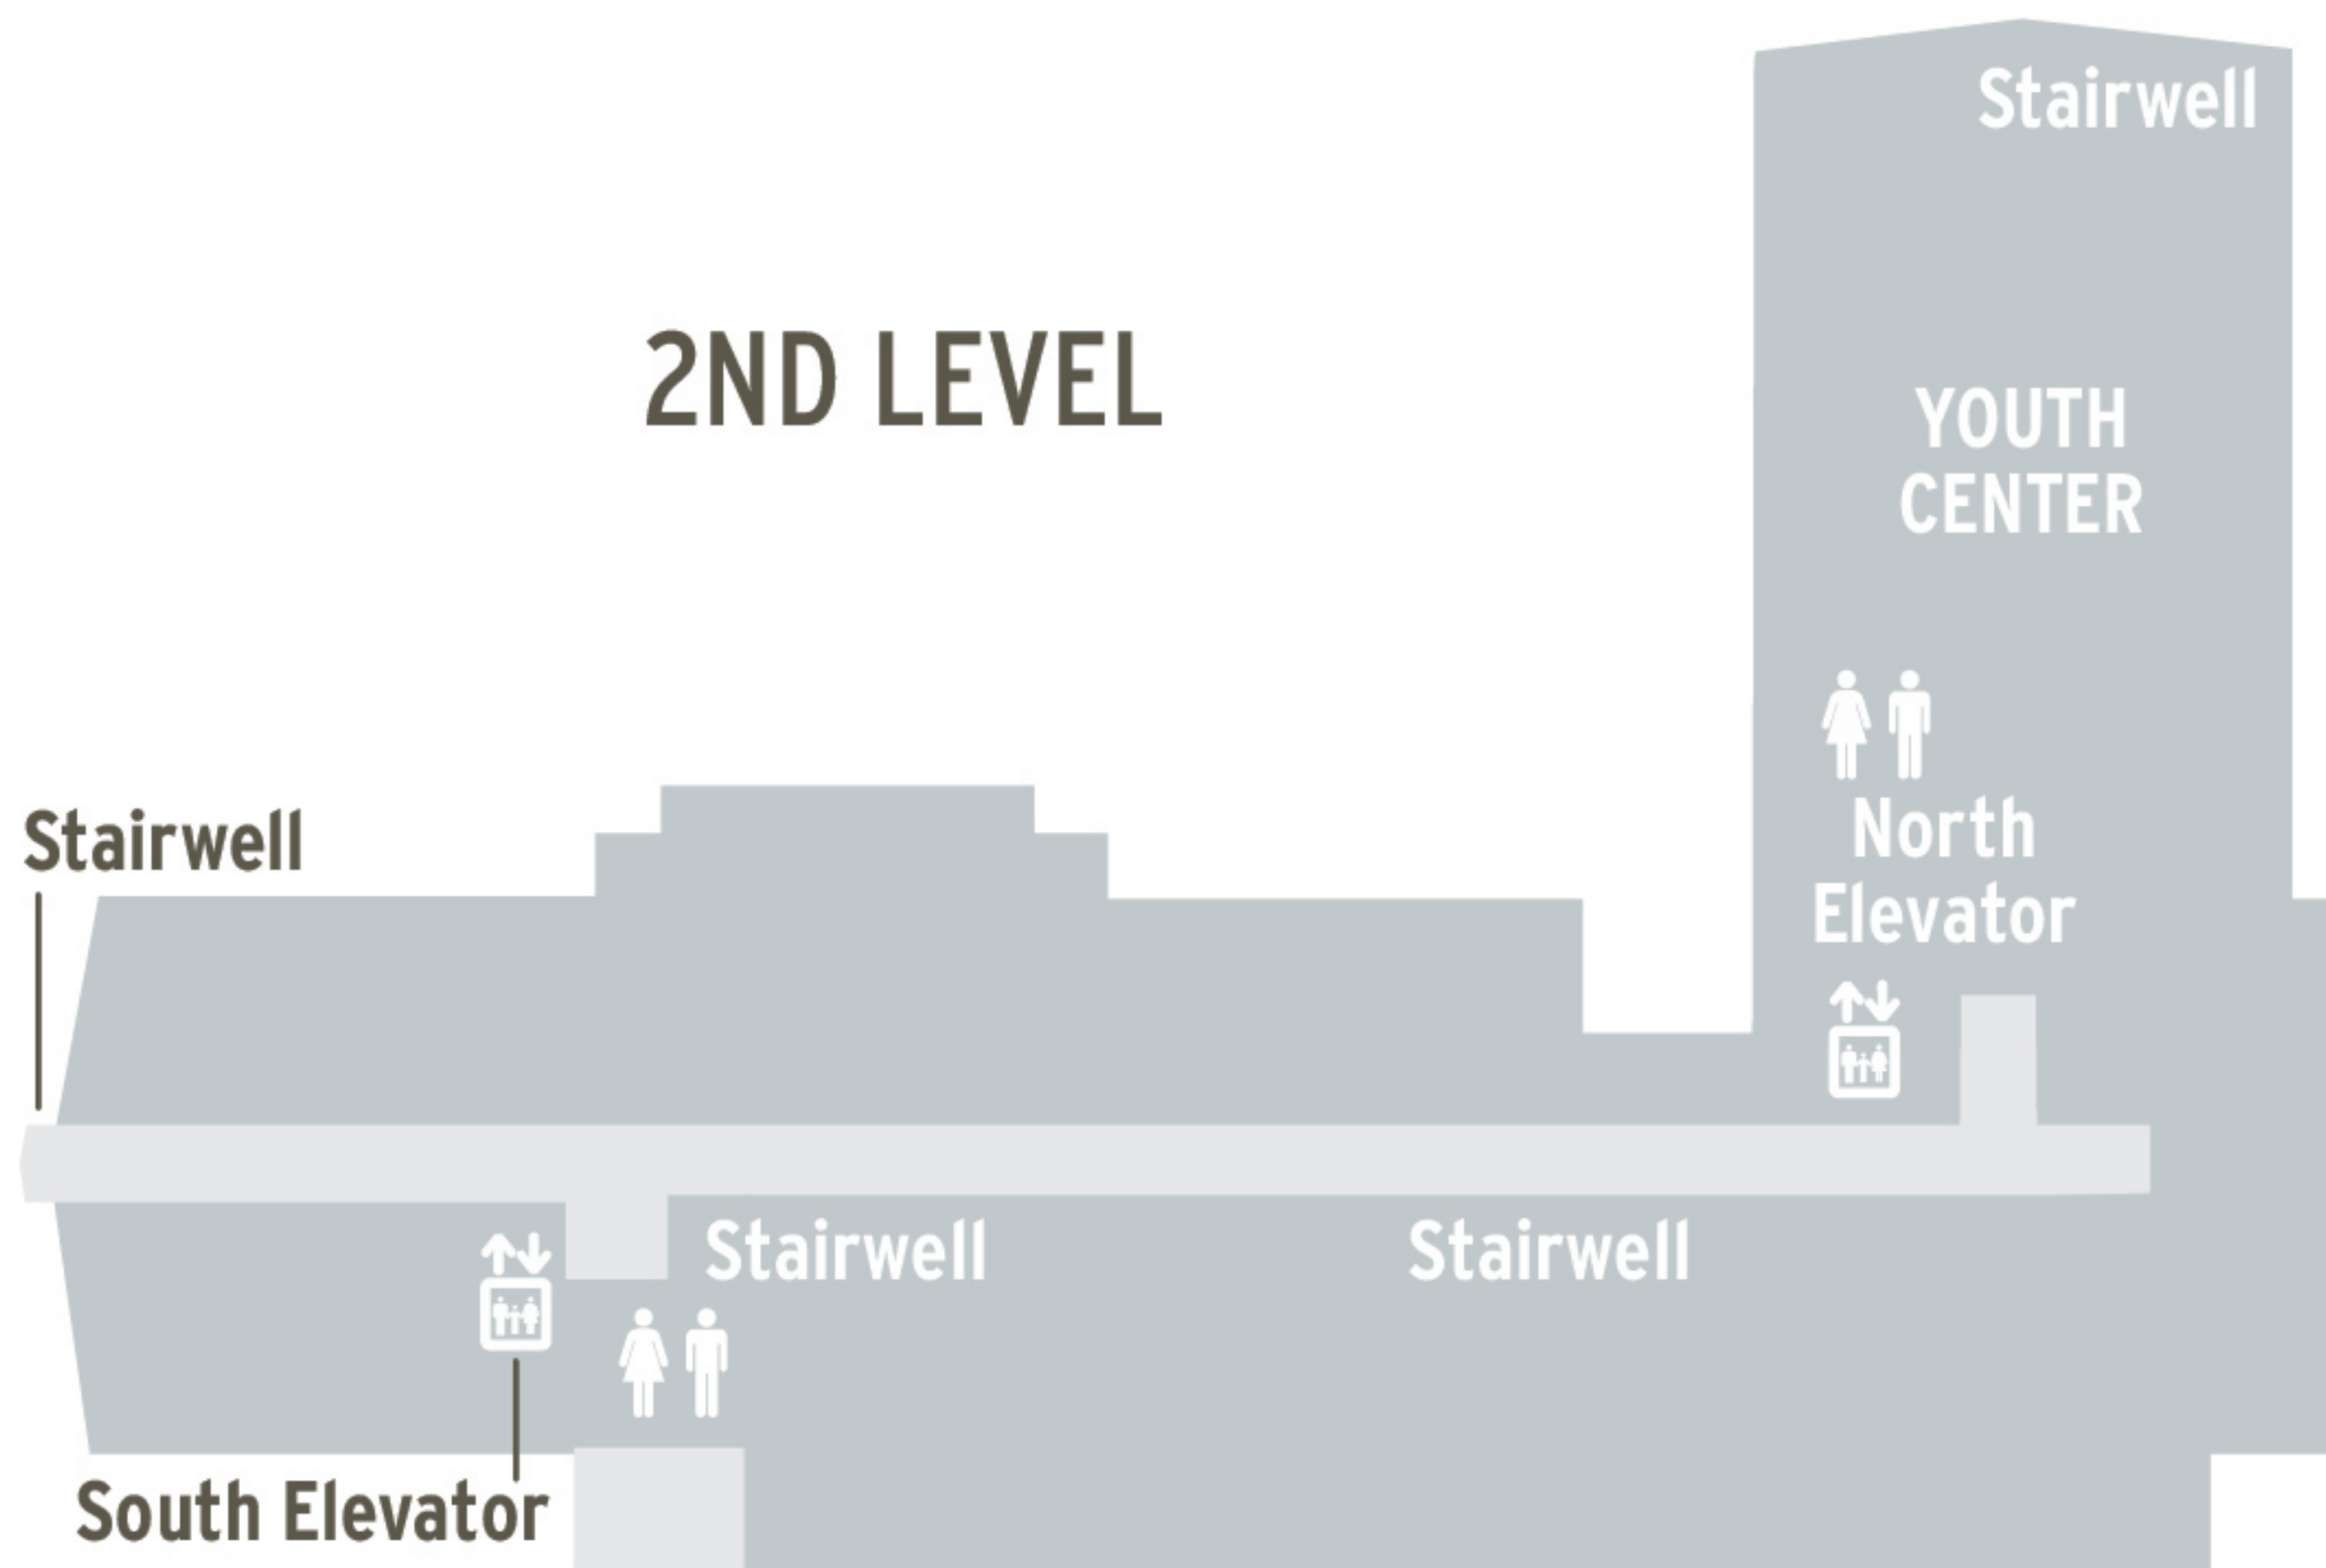 Stairwell
2ND LEVEL
YOUTH
CENTER
Stairwell
North
Elevator
Stairwell
Stairwell
South Elevator